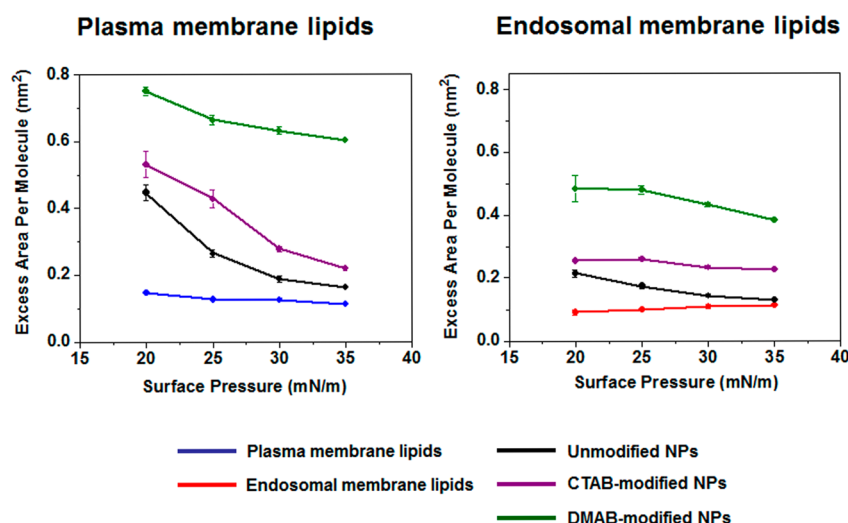 Plasma membrane lipids
Endosomal membrane lipids
Excess Area Per Molecule (nm²)
0.8
0.6
0.4
0.2
0.0
15
20
25
30
35
40
Surface Pressure (mN/m)
Excess Area Per Molecule (nm²)
0.8
0.6
0.4
0.2
0.0
15
20
25
30
35
40
Surface Pressure (mN/m)
Plasma membrane lipids
Endosomal membrane lipids
Unmodified NPs
CTAB-modified NPs
DMAB-modified NPs